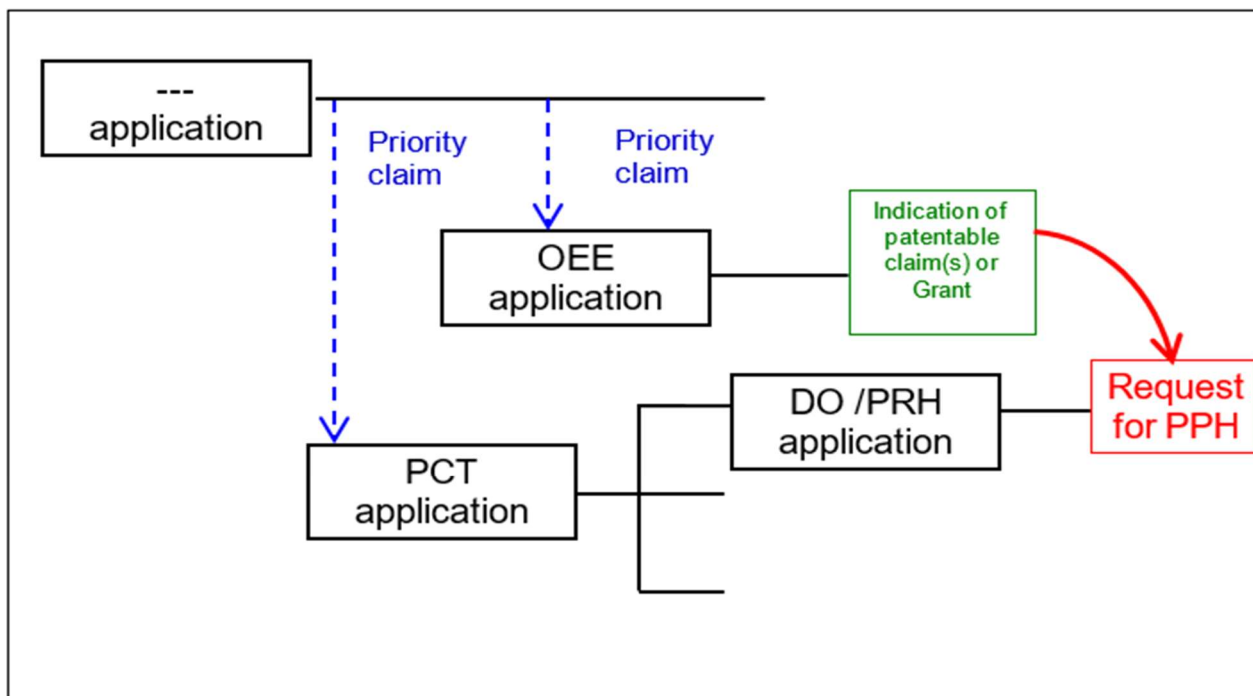 ---
application
Priority
claim
Priority
claim
OEE
application
Indication of
patentable
claim(s) or
Grant
DO /PRH
application
Request
for PPH
PCT
application